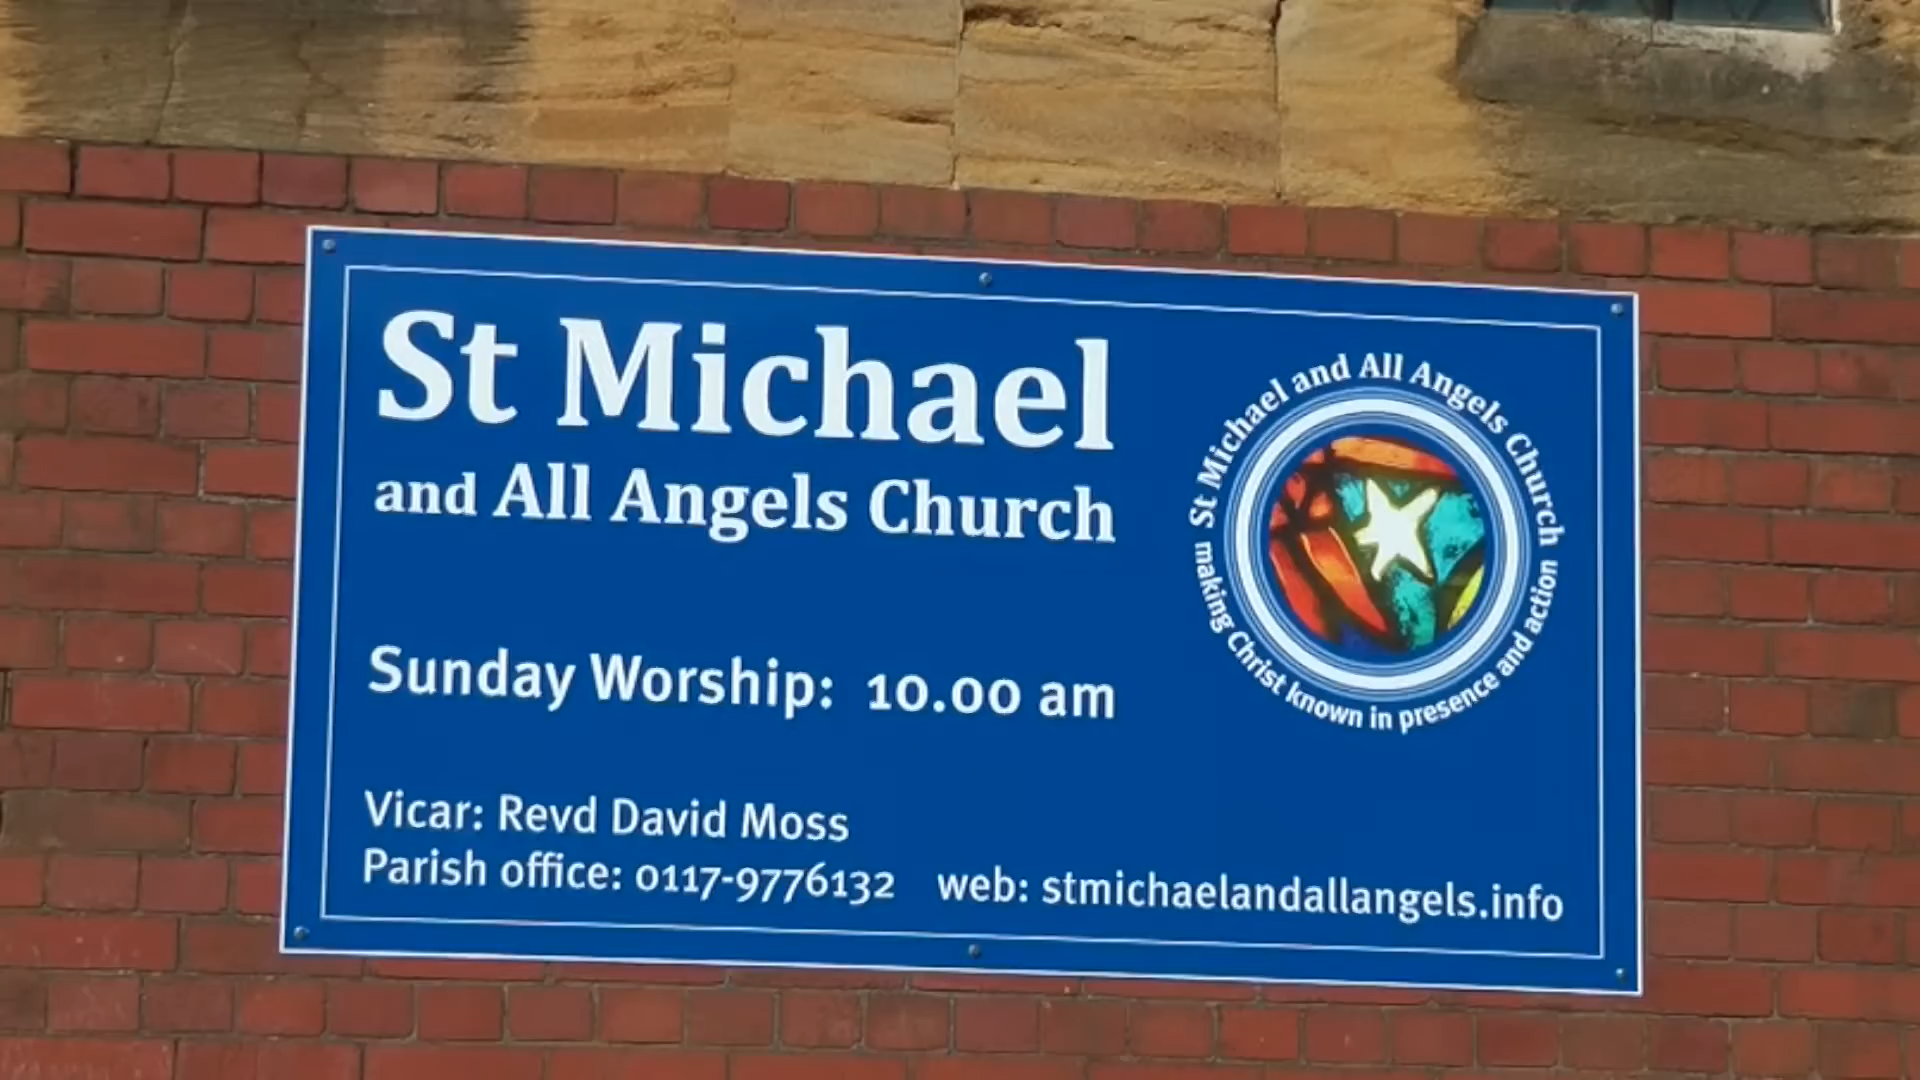 St Michael
and All Angels Church
Sunday Worship: 10.00 am
Vicar: Revd David Moss
Parish office: 0117-9776132 web: stmichaelandallangels.info
St Michael and All Angels Church
making Christ known in presence and action